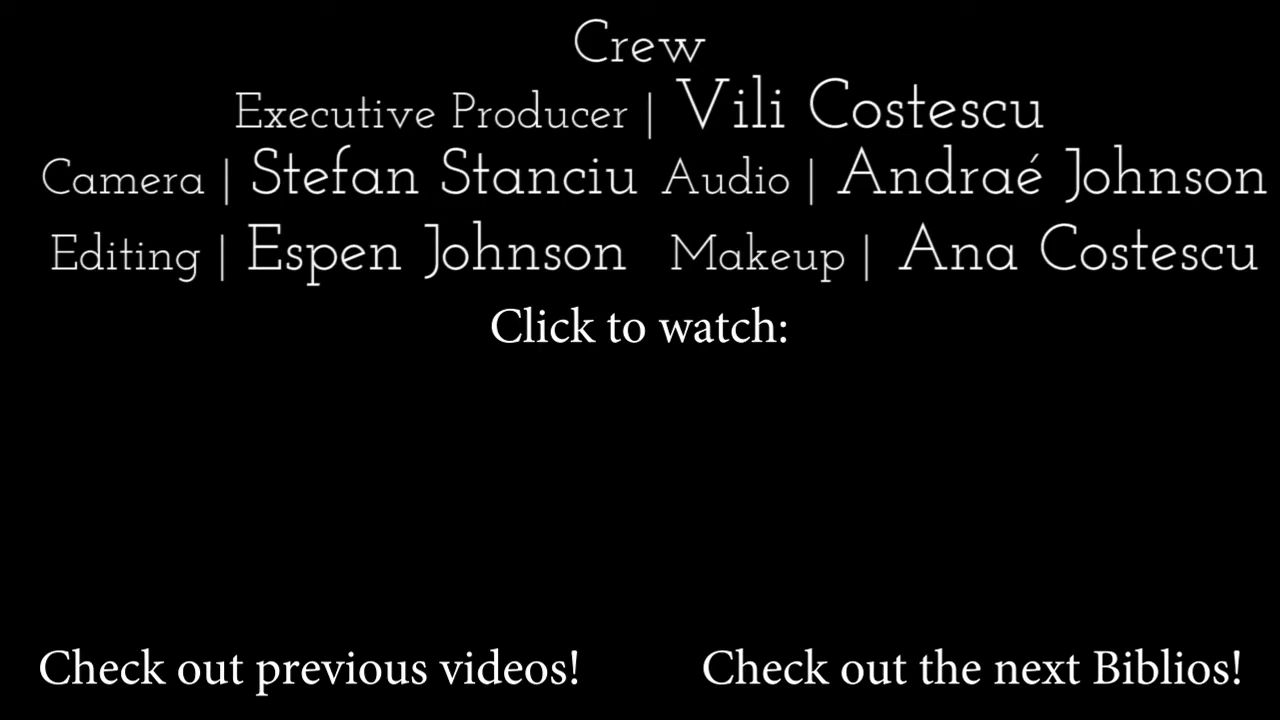 Crew
Executive Producer | Vili Costescu
Camera | Stefan Stanciu Audio | Andraé Johnson
Editing | Espen Johnson Makeup | Ana Costescu
Click to watch:
Check out previous videos! Check out the next Biblios!